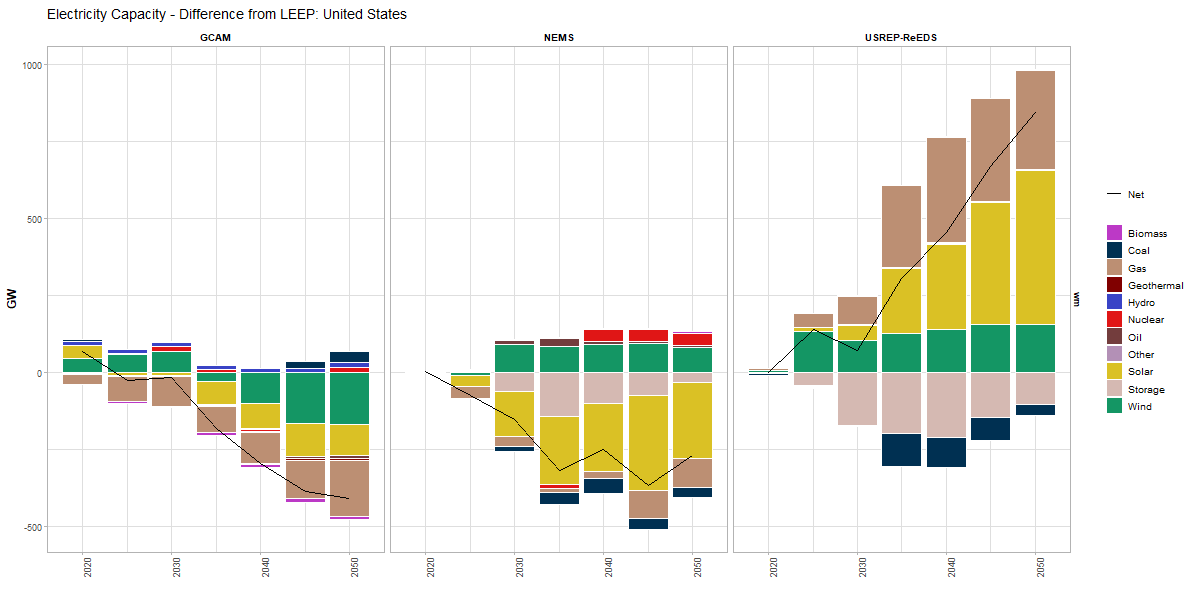 Electricity Capacity - Difference from LEEP: United States
GCAM
NEMS
USREP-ReEDS
GW
1000
500
0
-500
2020
2030
2040
2050
2020
2030
2040
2050
2020
2030
2040
2050
wm
Net
Biomass
Coal
Gas
Geothermal
Hydro
Nuclear
Oil
Other
Solar
Storage
Wind